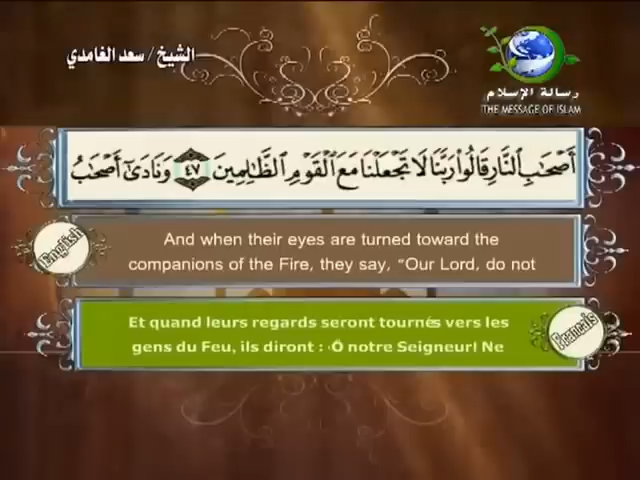 الشيخ / سعد الغامدي
رسالة الإسلام
THE MESSAGE OF ISLAM
أَصْحَٰبِ ٱلنَّارِ قَالُوا۟ رَبَّنَا لَا تَجْعَلْنَا مَعَ ٱلْقَوْمِ ٱلظَّٰلِمِينَ ٤٧ وَنَادَىٰٓ أَصْحَٰبُ
English
And when their eyes are turned toward the
companions of the Fire, they say, “Our Lord, do not
Et quand leurs regards seront tournés vers les
gens du Feu, ils diront : ‹Ô notre Seigneur! Ne
Francais